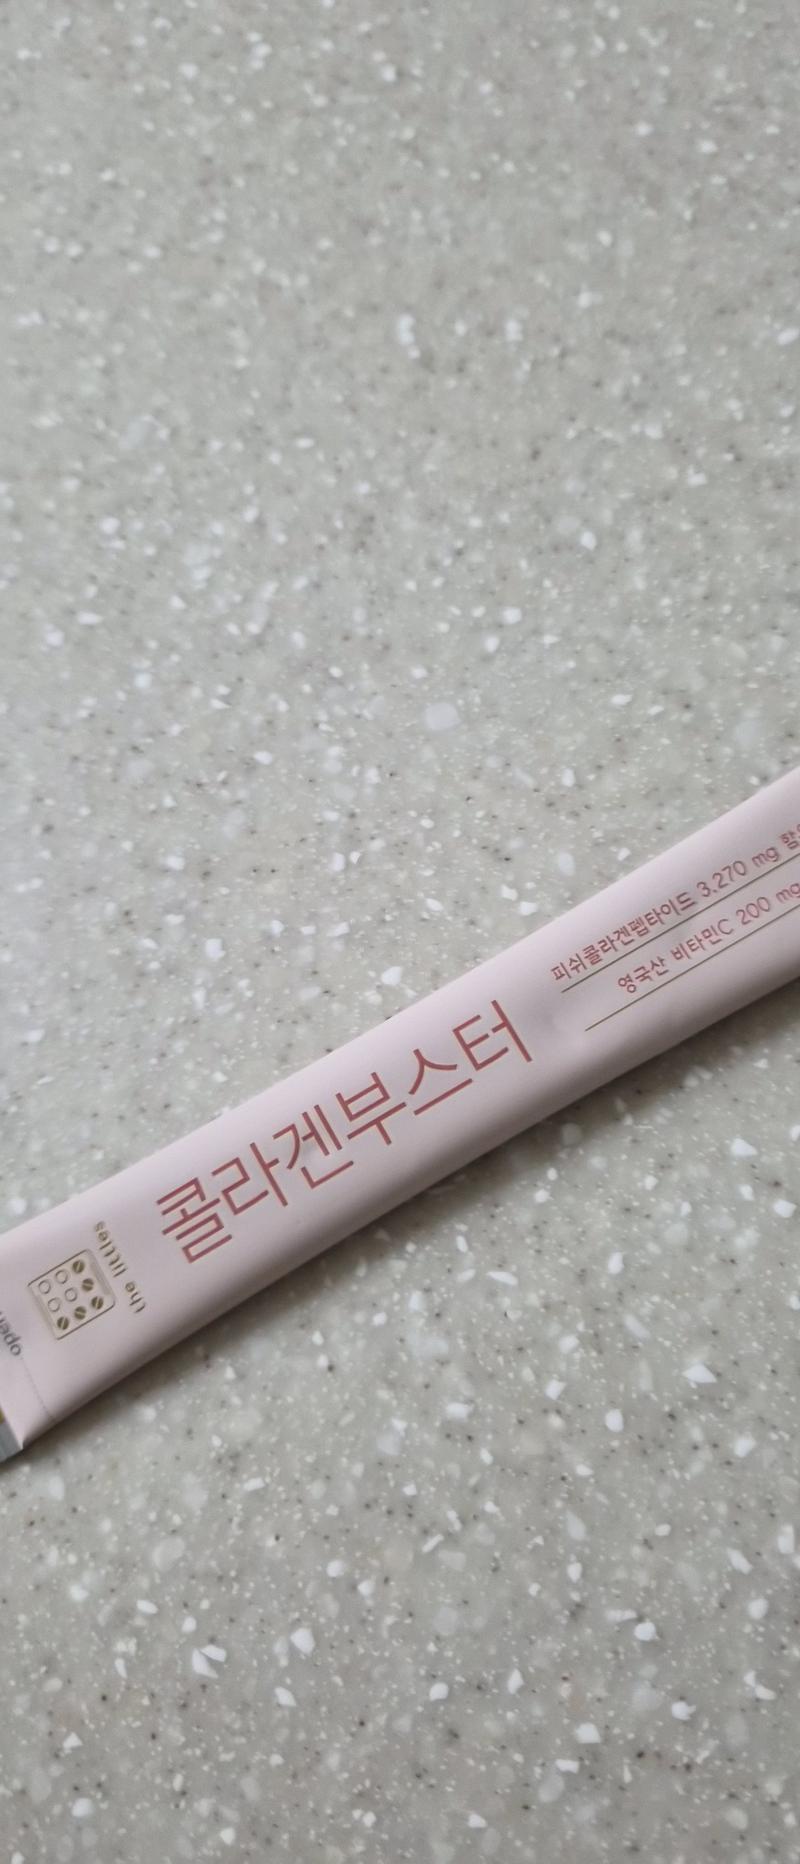 open
the littles
콜라겐부스터
피쉬콜라겐펩타이드 3,270 mg
영국산 비타민C 200 mg